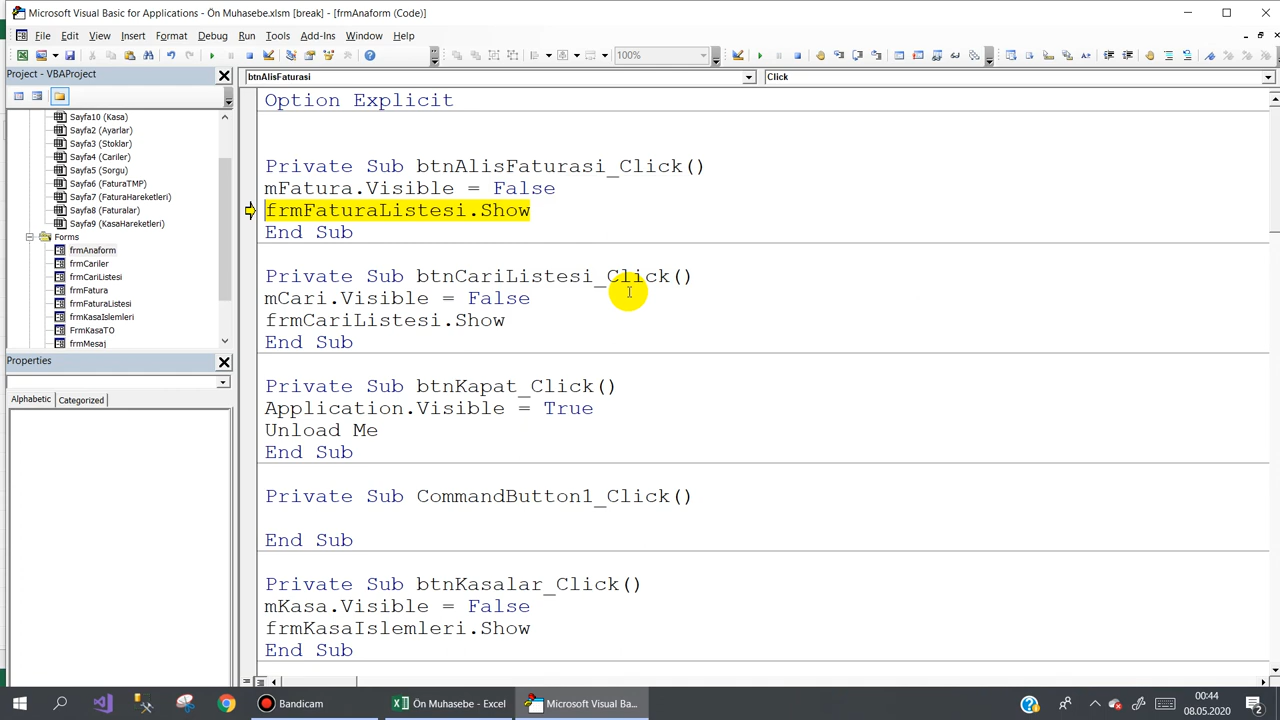 Microsoft Visual Basic for Applications - Ön Muhasebe.xlsm [break] - [frmAnaform (Code)]
File Edit View Insert Format Debug Run Tools Add-Ins Window Help
100%
Project - VBAProject
btnAlisFaturasi
Click
Sayfa10 (Kasa)
Sayfa2 (Ayarlar)
Sayfa3 (Stoklar)
Sayfa4 (Cariler)
Sayfa5 (Sorgu)
Sayfa6 (FaturaTMP)
Sayfa7 (FaturaHareketleri)
Sayfa8 (Faturalar)
Sayfa9 (KasaHareketleri)
Forms
frmAnaform
frmCariler
frmCariListesi
frmFatura
frmFaturaListesi
frmKasaIslemleri
FrmKasaTO
frmMesaj
Properties
Alphabetic Categorized
Option Explicit
Private Sub btnAlisFaturasi_Click()
mFatura.Visible = False
frmFaturaListesi.Show
End Sub
Private Sub btnCariListesi_Click()
mCari.Visible = False
frmCariListesi.Show
End Sub
Private Sub btnKapat_Click()
Application.Visible = True
Unload Me
End Sub
Private Sub CommandButton1_Click()
End Sub
Private Sub btnKasalar_Click()
mKasa.Visible = False
frmKasaIslemleri.Show
End Sub
Bandicam
Ön Muhasebe - Excel
Microsoft Visual Ba...
00:44
08.05.2020
2